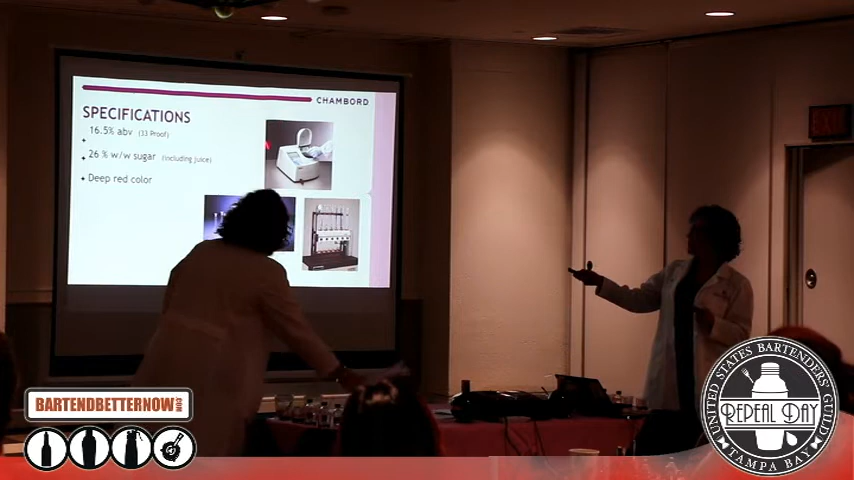 CHAMBORD
SPECIFICATIONS
16.5% abv (33 Proof)
26 % w/w sugar (including juice)
Deep red color
EXIT
BARTENDBETTERNOW.COM
UNITED STATES BARTENDERS' GUILD
REPEAL DAY
TAMPA BAY